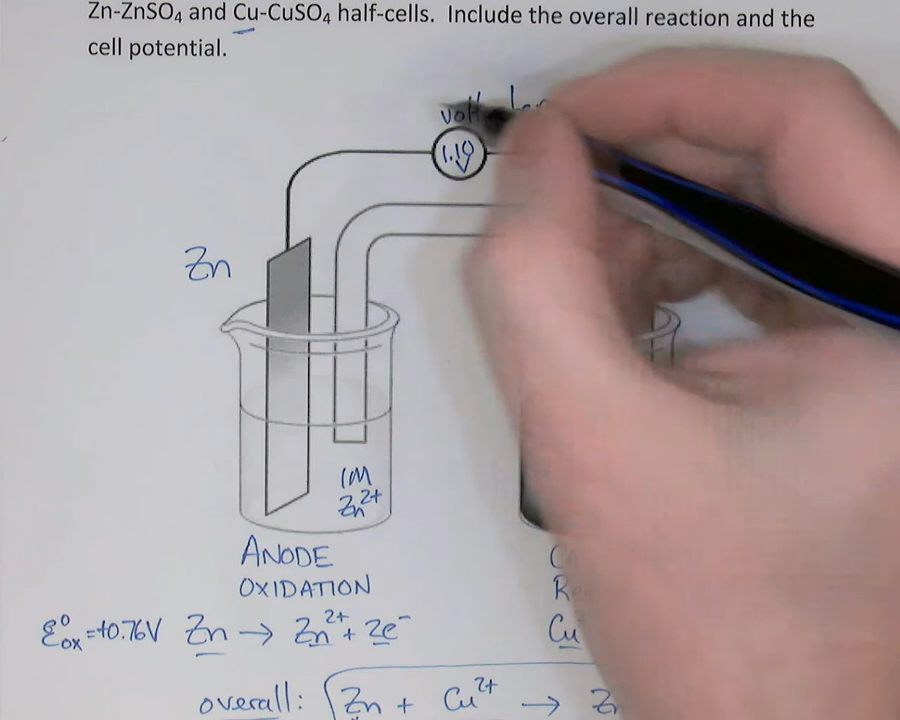 Zn-ZnSO₄ and Cu-CuSO₄ half-cells. Include the overall reaction and the
cell potential.
1.10 V
Zn
1M
Zn²⁺
ANODE
OXIDATION
ℰ°ox = +0.76V Zn → Zn²⁺ + 2e⁻
Cu
overall: Zn + Cu²⁺ →